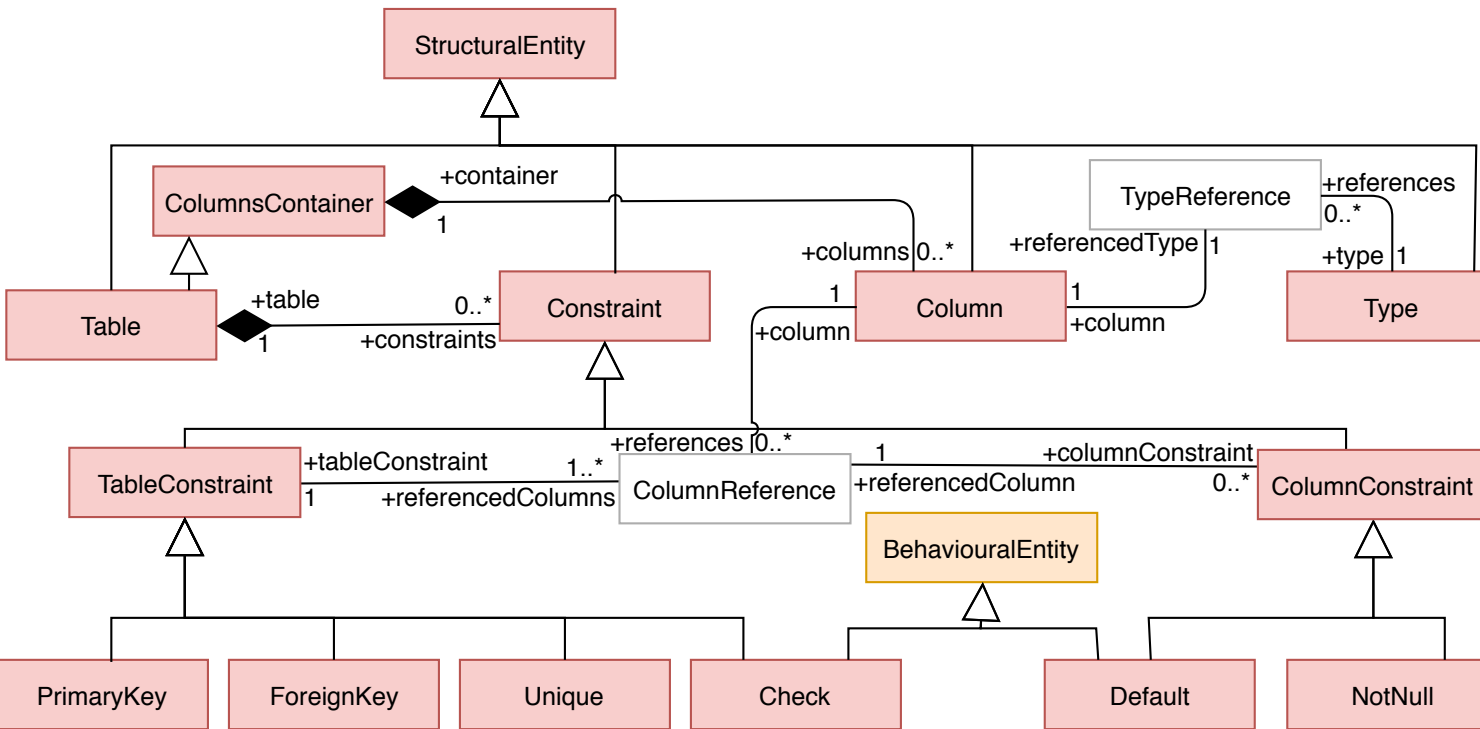 StructuralEntity
+container
ColumnsContainer
1
TypeReference
+references
0..*
+columns
0..*
+referencedType
1
+type
1
+table
Table
1
0..*
+constraints
Constraint
1
+column
Column
1
+column
Type
+references
0..*
+tableConstraint
TableConstraint
1
1..*
+referencedColumns
ColumnReference
1
+referencedColumn
+columnConstraint
0..*
ColumnConstraint
BehaviouralEntity
PrimaryKey
ForeignKey
Unique
Check
Default
NotNull